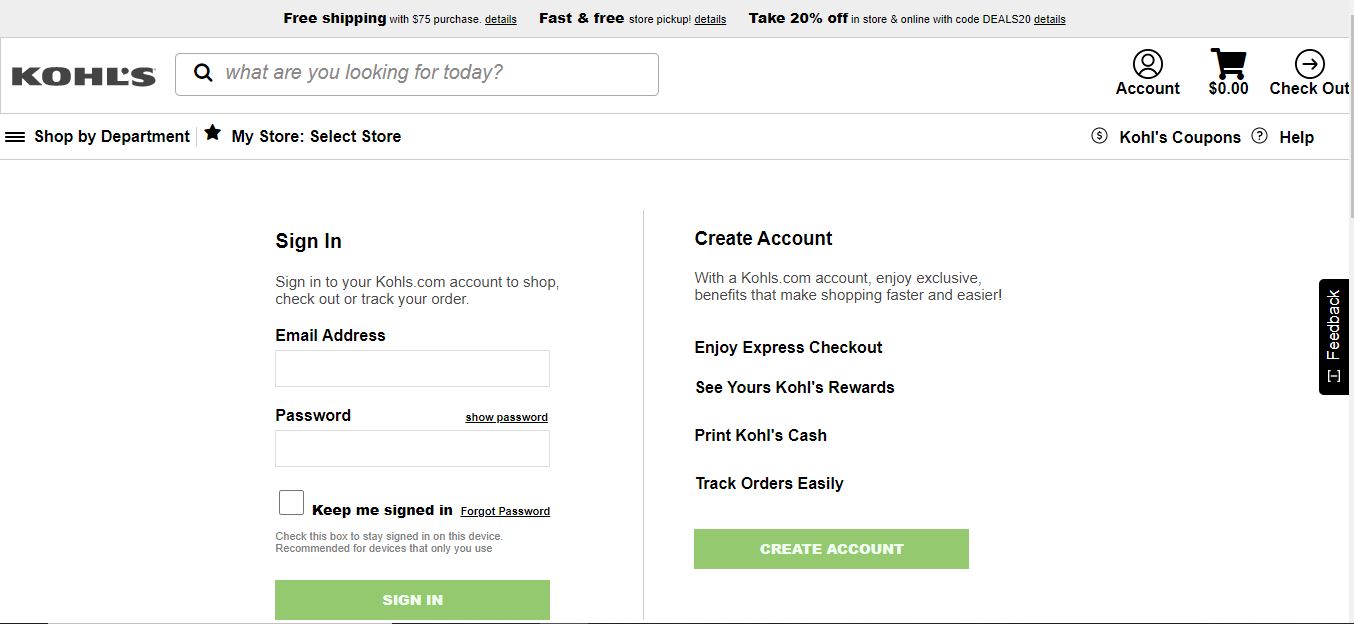 Free shipping with $75 purchase. details Fast & free store pickup! details Take 20% off in store & online with code DEALS20 details
KOHL'S
what are you looking for today?
Account
$0.00
Check Out
Shop by Department
My Store: Select Store
Kohl's Coupons
Help
Sign In
Sign in to your Kohls.com account to shop,
check out or track your order.
Email Address
Password show password
Keep me signed in Forgot Password
Check this box to stay signed in on this device.
Recommended for devices that only you use
SIGN IN
Create Account
With a Kohls.com account, enjoy exclusive,
benefits that make shopping faster and easier!
Enjoy Express Checkout
See Yours Kohl's Rewards
Print Kohl's Cash
Track Orders Easily
CREATE ACCOUNT
[-] Feedback